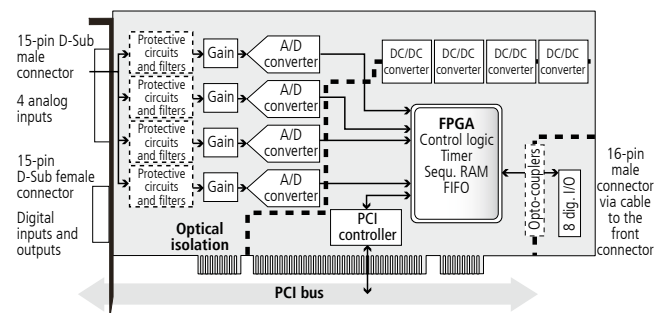 15-pin D-Sub
male
connector
4 analog
inputs
15-pin
D-Sub female
connector
Digital
inputs and
outputs
Protective
circuits
and filters
Gain
A/D
converter
Protective
circuits
and filters
Gain
A/D
converter
Protective
circuits
and filters
Gain
A/D
converter
Protective
circuits
and filters
Gain
A/D
converter
DC/DC
converter
DC/DC
converter
DC/DC
converter
DC/DC
converter
FPGA
Control logic
Timer
Sequ. RAM
FIFO
Opto-couplers
8 dig. I/O
16-pin
male
connector
via cable
to the
front
connector
Optical
isolation
PCI
controller
PCI bus